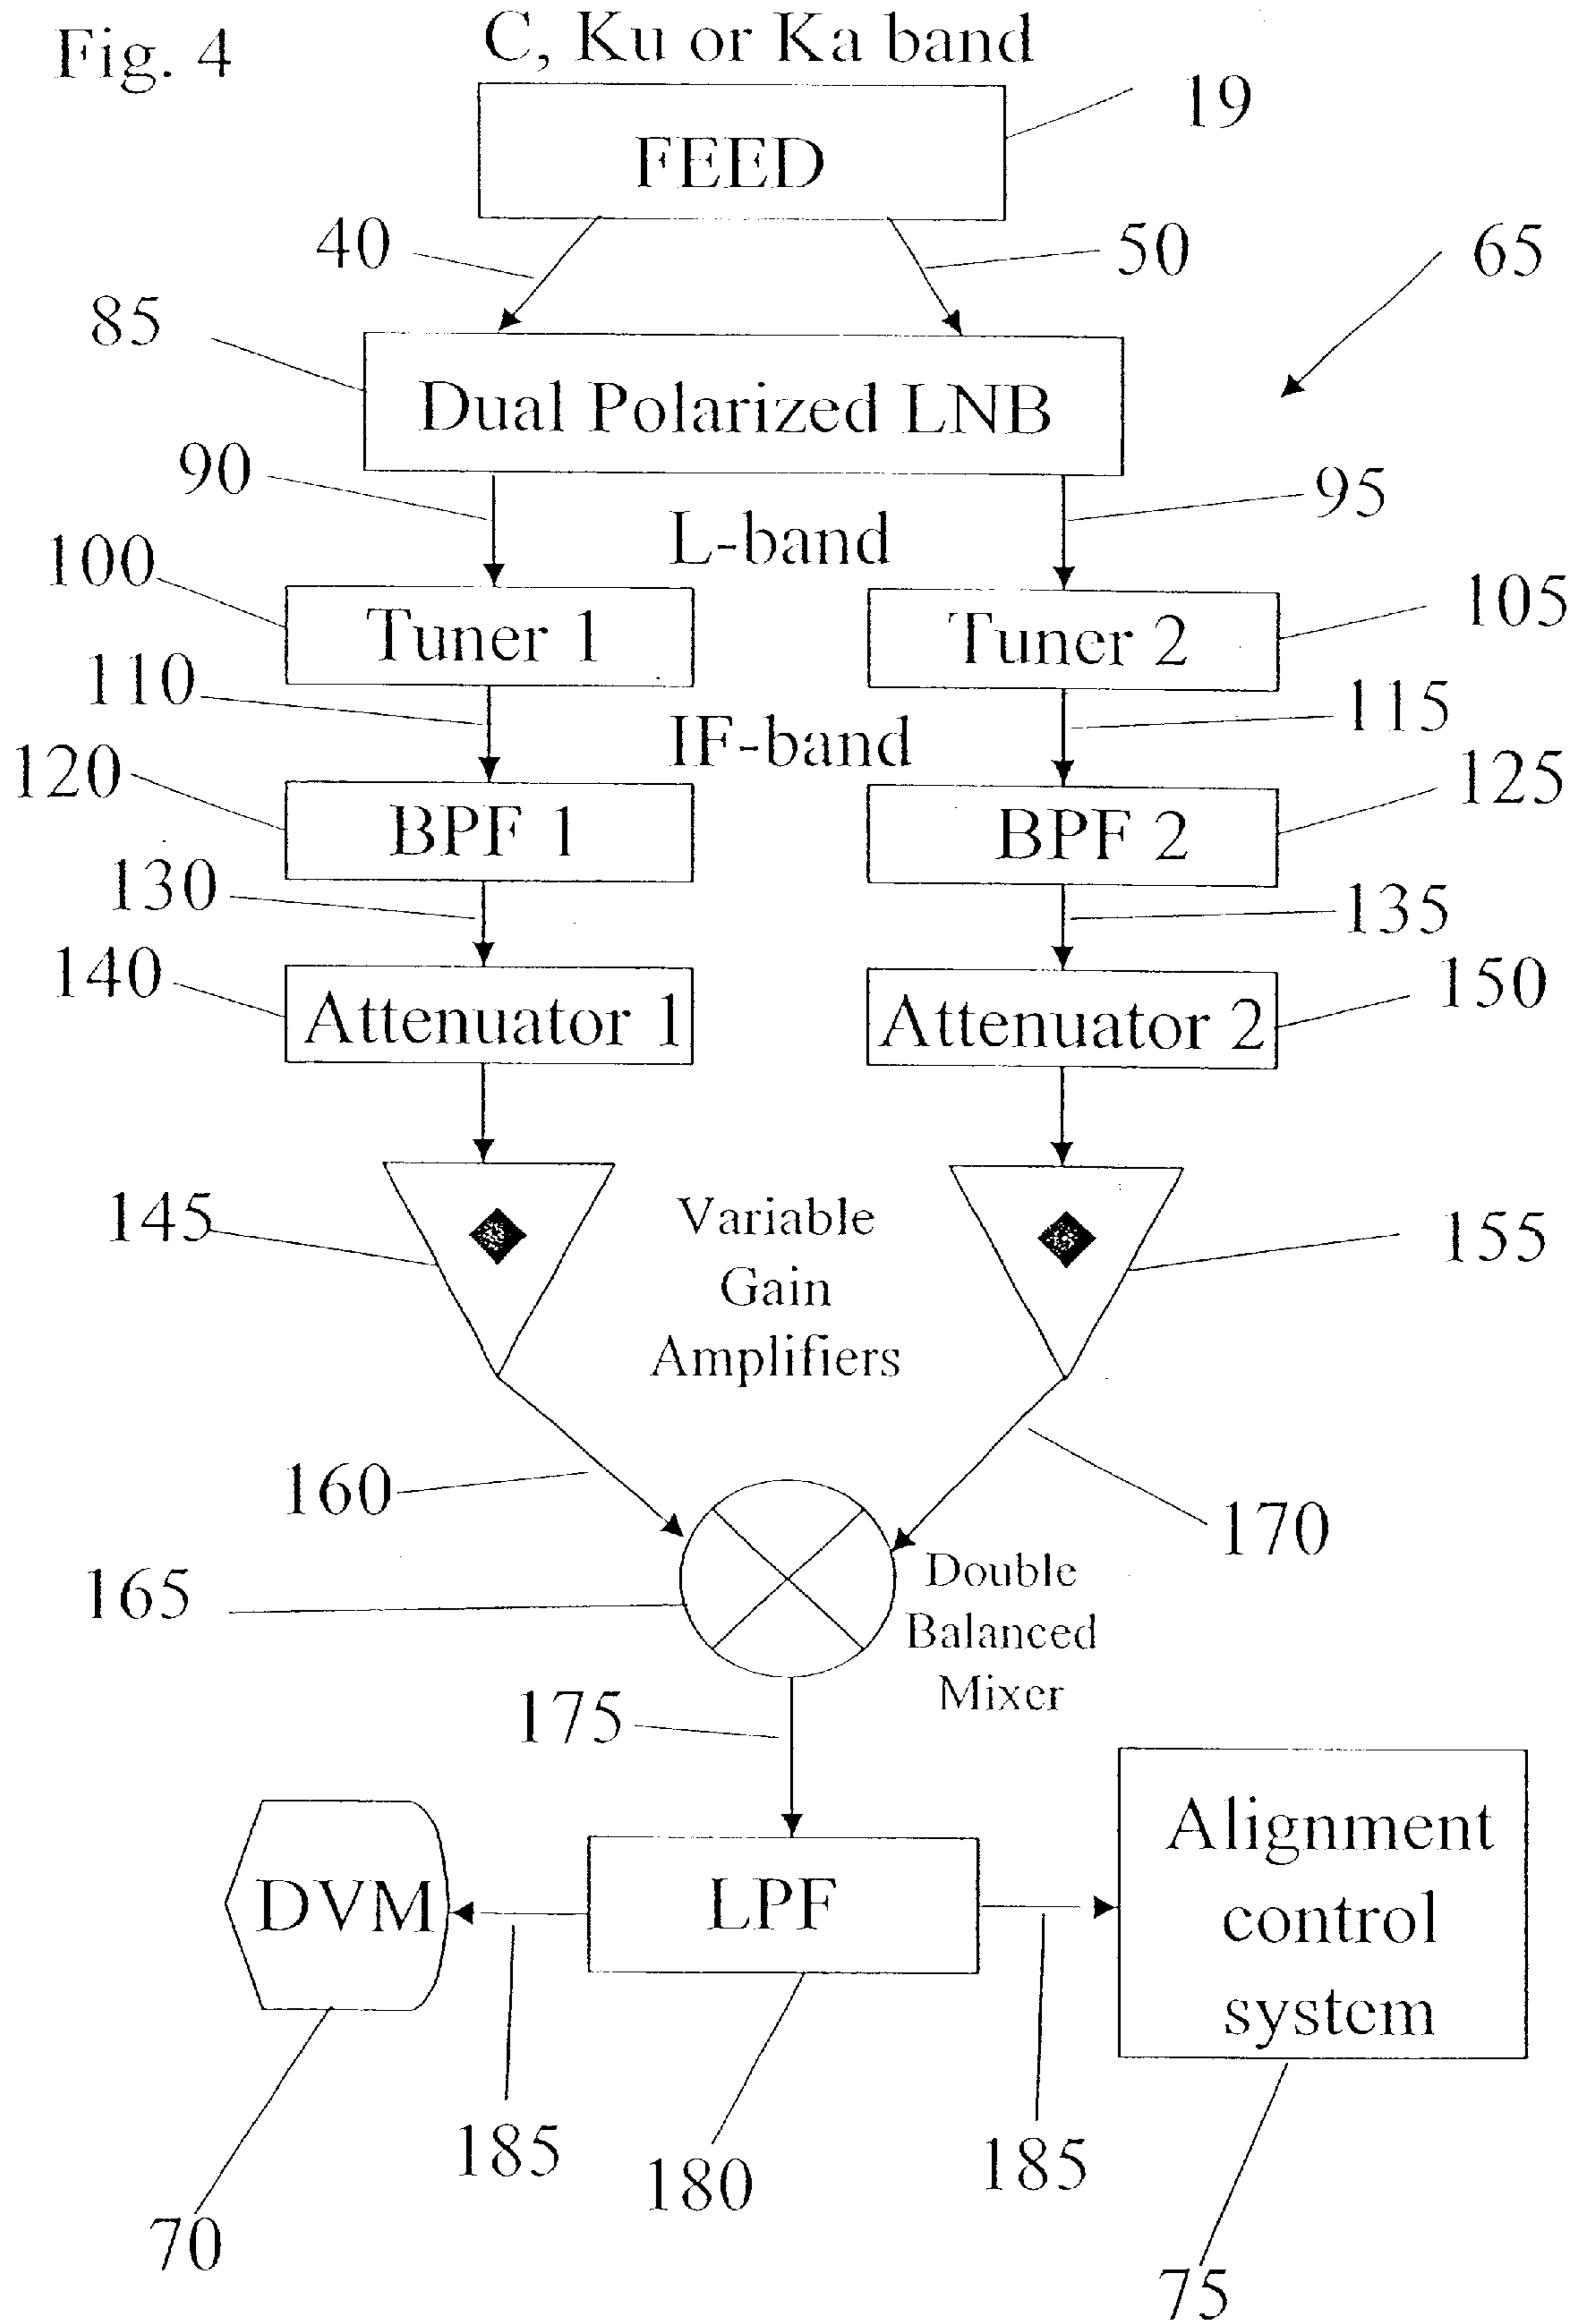 Fig. 4
C, Ku or Ka band
19
FEED
40
50
65
85
Dual Polarized LNB
90
95
L-band
100
Tuner 1
Tuner 2
105
110
IF-band
115
120
BPF 1
BPF 2
125
130
135
140
Attenuator 1
Attenuator 2
150
145
Variable
Gain
Amplifiers
155
160
170
165
Double
Balanced
Mixer
175
DVM
LPF
Alignment
control
system
185
180
185
70
75